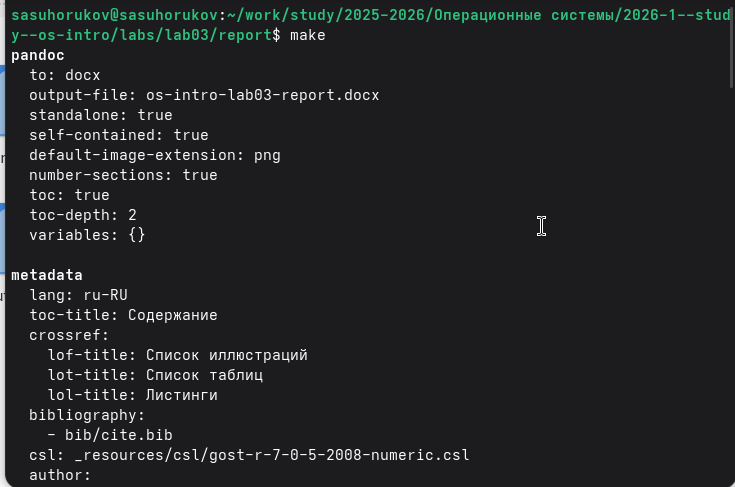 sasuhorukov@sasuhorukov:~/work/study/2025-2026/Операционные системы/2026-1--stud
y--os-intro/labs/lab03/report$ make
pandoc
  to: docx
  output-file: os-intro-lab03-report.docx
  standalone: true
  self-contained: true
  default-image-extension: png
  number-sections: true
  toc: true
  toc-depth: 2
  variables: {}

metadata
  lang: ru-RU
  toc-title: Содержание
  crossref:
    lof-title: Список иллюстраций
    lot-title: Список таблиц
    lol-title: Листинги
  bibliography:
    - bib/cite.bib
  csl: _resources/csl/gost-r-7-0-5-2008-numeric.csl
  author: